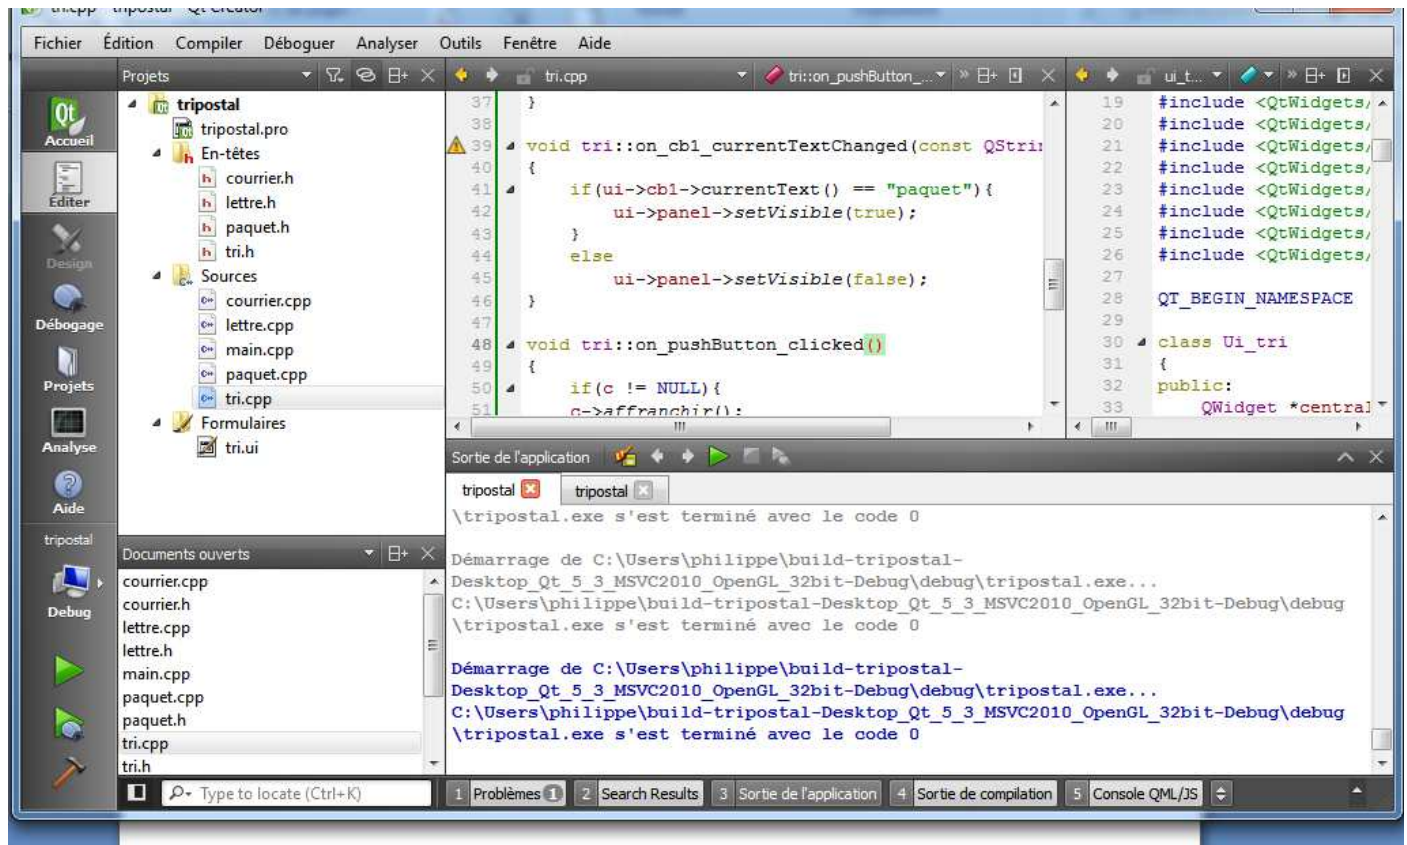 tri.cpp - tripostal - Qt Creator
Fichier Édition Compiler Déboguer Analyser Outils Fenêtre Aide
Projets
tripostal
tripostal.pro
En-têtes
courrier.h
lettre.h
paquet.h
tri.h
Sources
courrier.cpp
lettre.cpp
main.cpp
paquet.cpp
tri.cpp
Formulaires
tri.ui
Qt
Accueil
Éditer
Design
Débogage
Projets
Analyse
Aide
tripostal
Debug
Documents ouverts
courrier.cpp
courrier.h
lettre.cpp
lettre.h
main.cpp
paquet.cpp
paquet.h
tri.cpp
tri.h
tri.cpp tri::on_pushButton_...
37 }
38
39 void tri::on_cb1_currentTextChanged(const QStrin
40 {
41 if(ui->cb1->currentText() == "paquet"){
42 ui->panel->setVisible(true);
43 }
44 else
45 ui->panel->setVisible(false);
46 }
47
48 void tri::on_pushButton_clicked()
49 {
50 if(c != NULL){
51 c->affranchir();
ui_t...
19 #include <QtWidgets/
20 #include <QtWidgets/
21 #include <QtWidgets/
22 #include <QtWidgets/
23 #include <QtWidgets/
24 #include <QtWidgets/
25 #include <QtWidgets/
26 #include <QtWidgets/
27
28 QT_BEGIN_NAMESPACE
29
30 class Ui_tri
31 {
32 public:
33 QWidget *central
Sortie de l'application
tripostal tripostal
\tripostal.exe s'est terminé avec le code 0
Démarrage de C:\Users\philippe\build-tripostal-
Desktop_Qt_5_3_MSVC2010_OpenGL_32bit-Debug\debug\tripostal.exe...
C:\Users\philippe\build-tripostal-Desktop_Qt_5_3_MSVC2010_OpenGL_32bit-Debug\debug
\tripostal.exe s'est terminé avec le code 0
Démarrage de C:\Users\philippe\build-tripostal-
Desktop_Qt_5_3_MSVC2010_OpenGL_32bit-Debug\debug\tripostal.exe...
C:\Users\philippe\build-tripostal-Desktop_Qt_5_3_MSVC2010_OpenGL_32bit-Debug\debug
\tripostal.exe s'est terminé avec le code 0
Type to locate (Ctrl+K)
1 Problèmes 1 2 Search Results 3 Sortie de l'application 4 Sortie de compilation 5 Console QML/JS